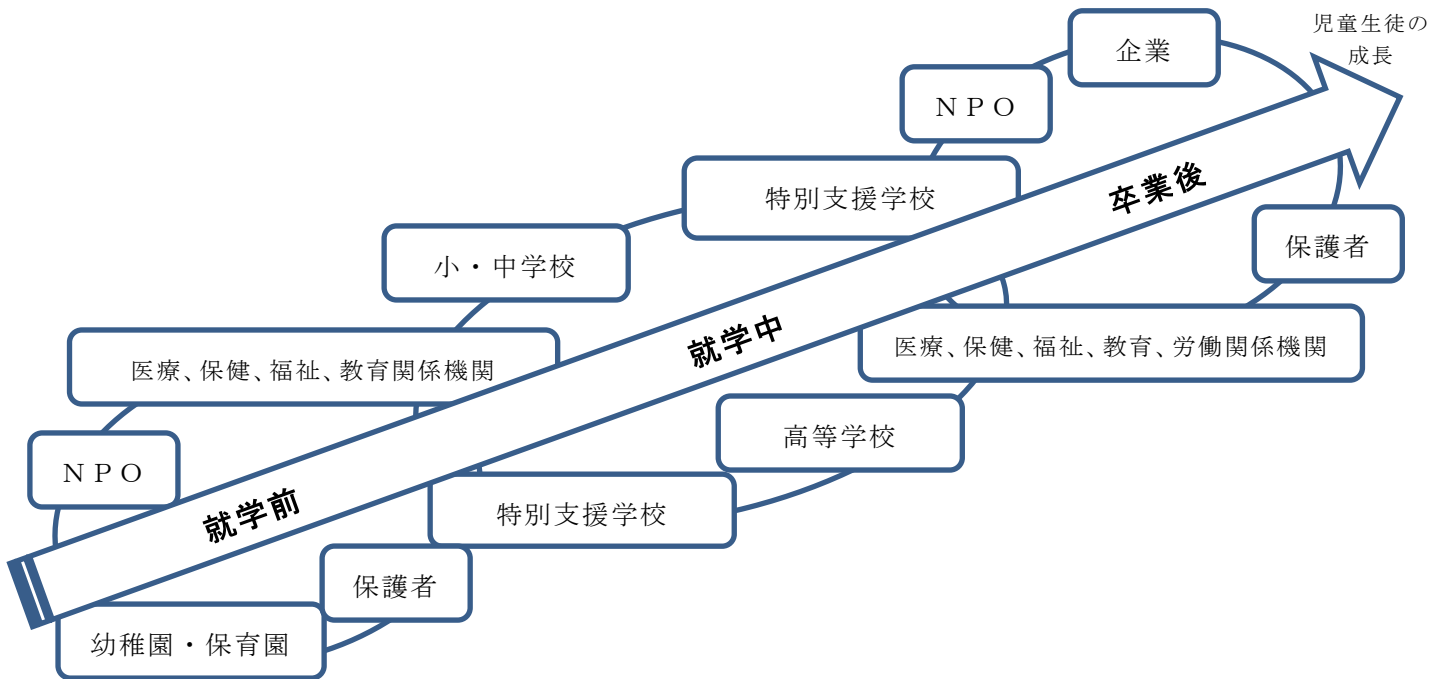 児童生徒の
成長
企業
ＮＰＯ
特別支援学校
卒業後
保護者
小・中学校
就学中
医療、保健、福祉、教育、労働関係機関
医療、保健、福祉、教育関係機関
高等学校
ＮＰＯ
就学前
特別支援学校
保護者
幼稚園・保育園